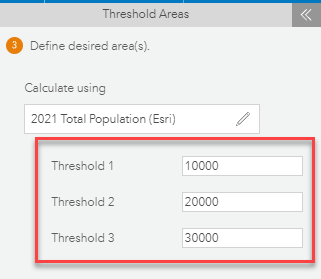 Threshold Areas
3 Define desired area(s).
Calculate using
2021 Total Population (Esri)
Threshold 1 10000
Threshold 2 20000
Threshold 3 30000